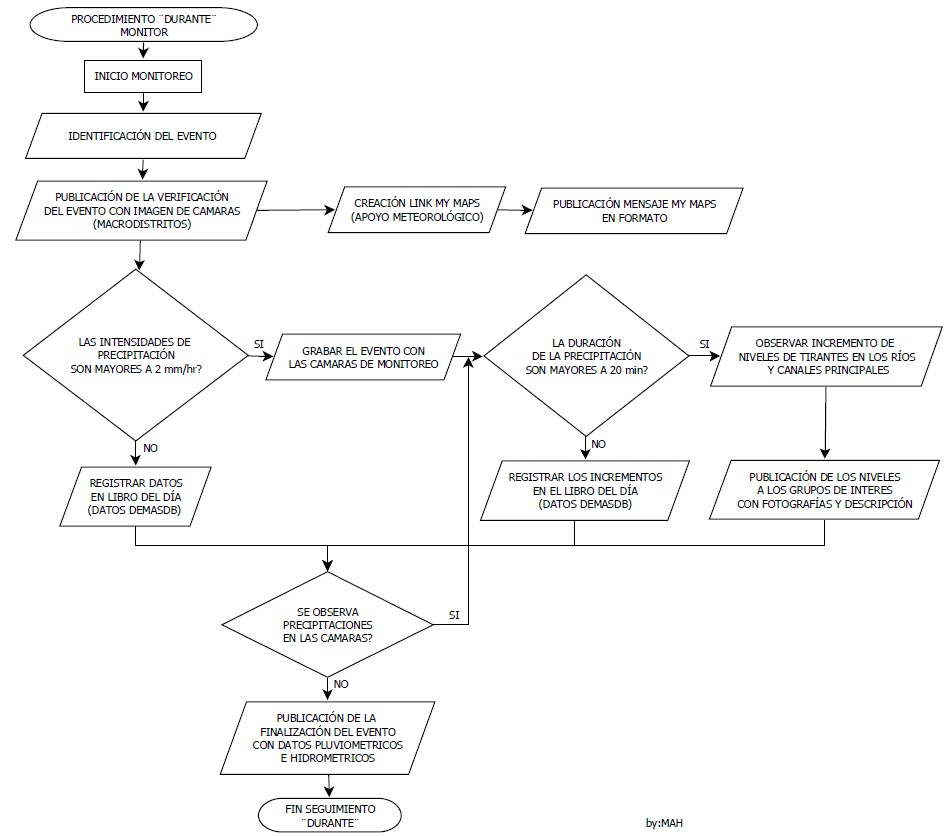 PROCEDIMIENTO ¨DURANTE¨
MONITOR
INICIO MONITOREO
IDENTIFICACIÓN DEL EVENTO
PUBLICACIÓN DE LA VERIFICACIÓN
DEL EVENTO CON IMAGEN DE CAMARAS
(MACRODISTRITOS)
CREACIÓN LINK MY MAPS
(APOYO METEOROLÓGICO)
PUBLICACIÓN MENSAJE MY MAPS
EN FORMATO
LAS INTENSIDADES DE
PRECIPITACIÓN
SON MAYORES A 2 mm/hr?
SI
GRABAR EL EVENTO CON
LAS CAMARAS DE MONITOREO
LA DURACIÓN
DE LA PRECIPITACIÓN
SON MAYORES A 20 min?
SI
OBSERVAR INCREMENTO DE
NIVELES DE TIRANTES EN LOS RÍOS
Y CANALES PRINCIPALES
NO
REGISTRAR DATOS
EN LIBRO DEL DÍA
(DATOS DEMASDB)
NO
REGISTRAR LOS INCREMENTOS
EN EL LIBRO DEL DÍA
(DATOS DEMASDB)
PUBLICACIÓN DE LOS NIVELES
A LOS GRUPOS DE INTERES
CON FOTOGRAFÍAS Y DESCRIPCIÓN
SE OBSERVA
PRECIPITACIONES
EN LAS CAMARAS?
SI
NO
PUBLICACIÓN DE LA
FINALIZACIÓN DEL EVENTO
CON DATOS PLUVIOMETRICOS
E HIDROMETRICOS
FIN SEGUIMIENTO
¨DURANTE¨
by:MAH